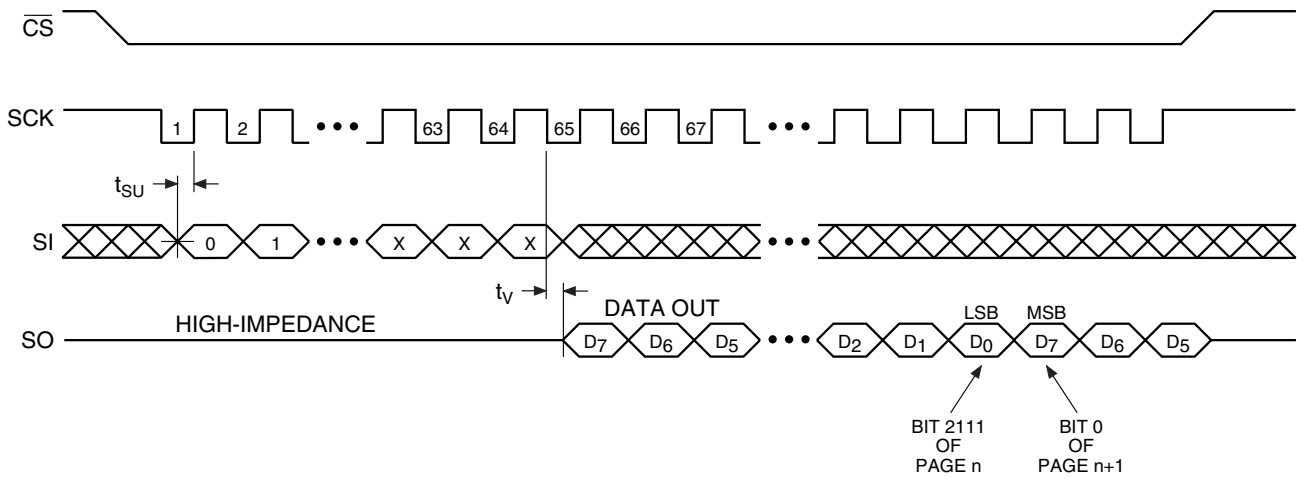 CS
SCK 1 2 ••• 63 64 65 66 67 •••
tSU
SI 0 1 ••• X X X •••
tV
HIGH-IMPEDANCE DATA OUT LSB MSB
SO D7 D6 D5 ••• D2 D1 D0 D7 D6 D5
BIT 2111
OF
PAGE n
BIT 0
OF
PAGE n+1